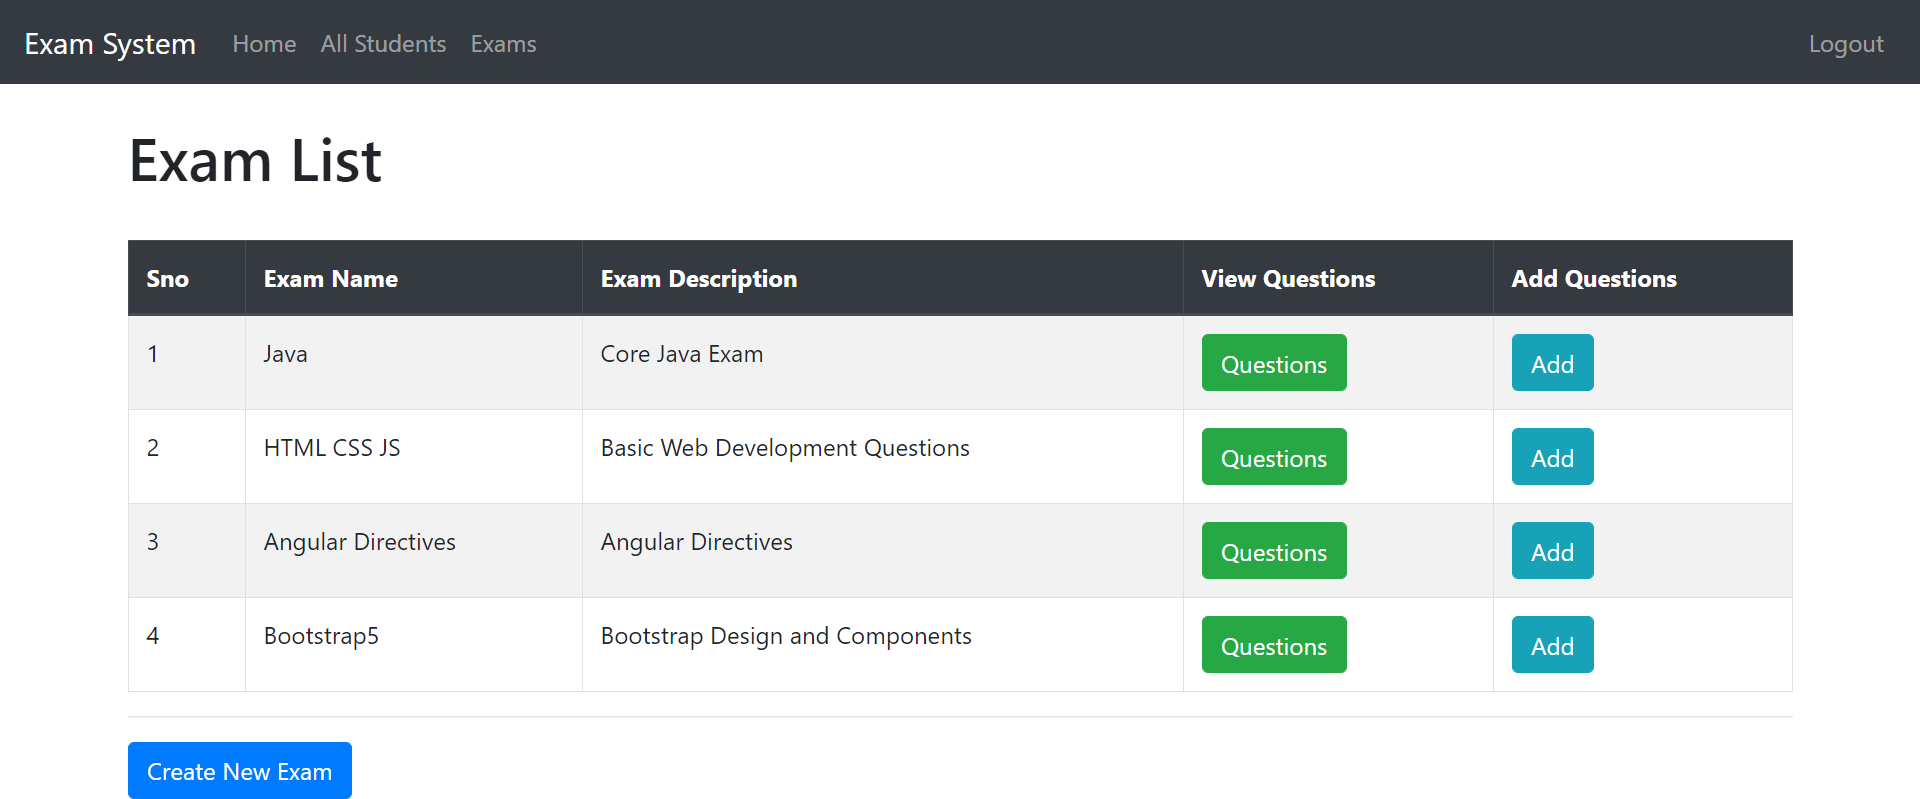 Exam System Home All Students Exams Logout
Exam List
Sno Exam Name Exam Description View Questions Add Questions
1 Java Core Java Exam Questions Add
2 HTML CSS JS Basic Web Development Questions Questions Add
3 Angular Directives Angular Directives Questions Add
4 Bootstrap5 Bootstrap Design and Components Questions Add
Create New Exam